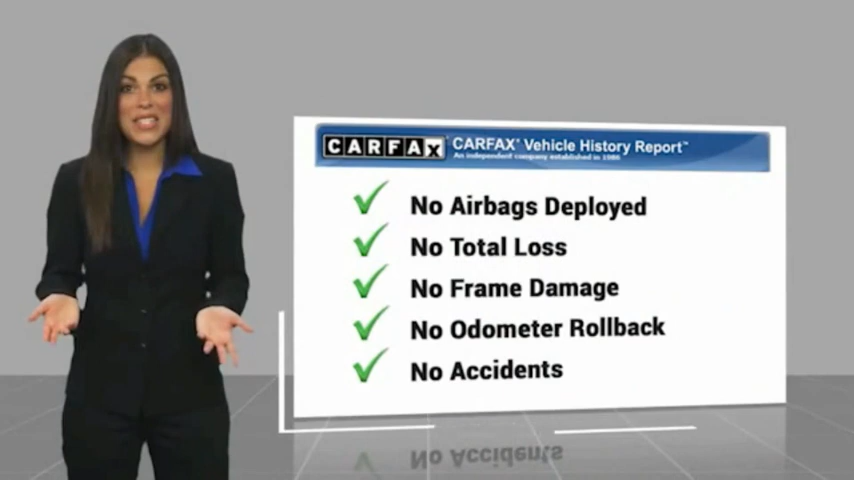 CARFAX CARFAX® Vehicle History Report™
An independent company established in 1986
No Airbags Deployed
No Total Loss
No Frame Damage
No Odometer Rollback
No Accidents
No Accidents